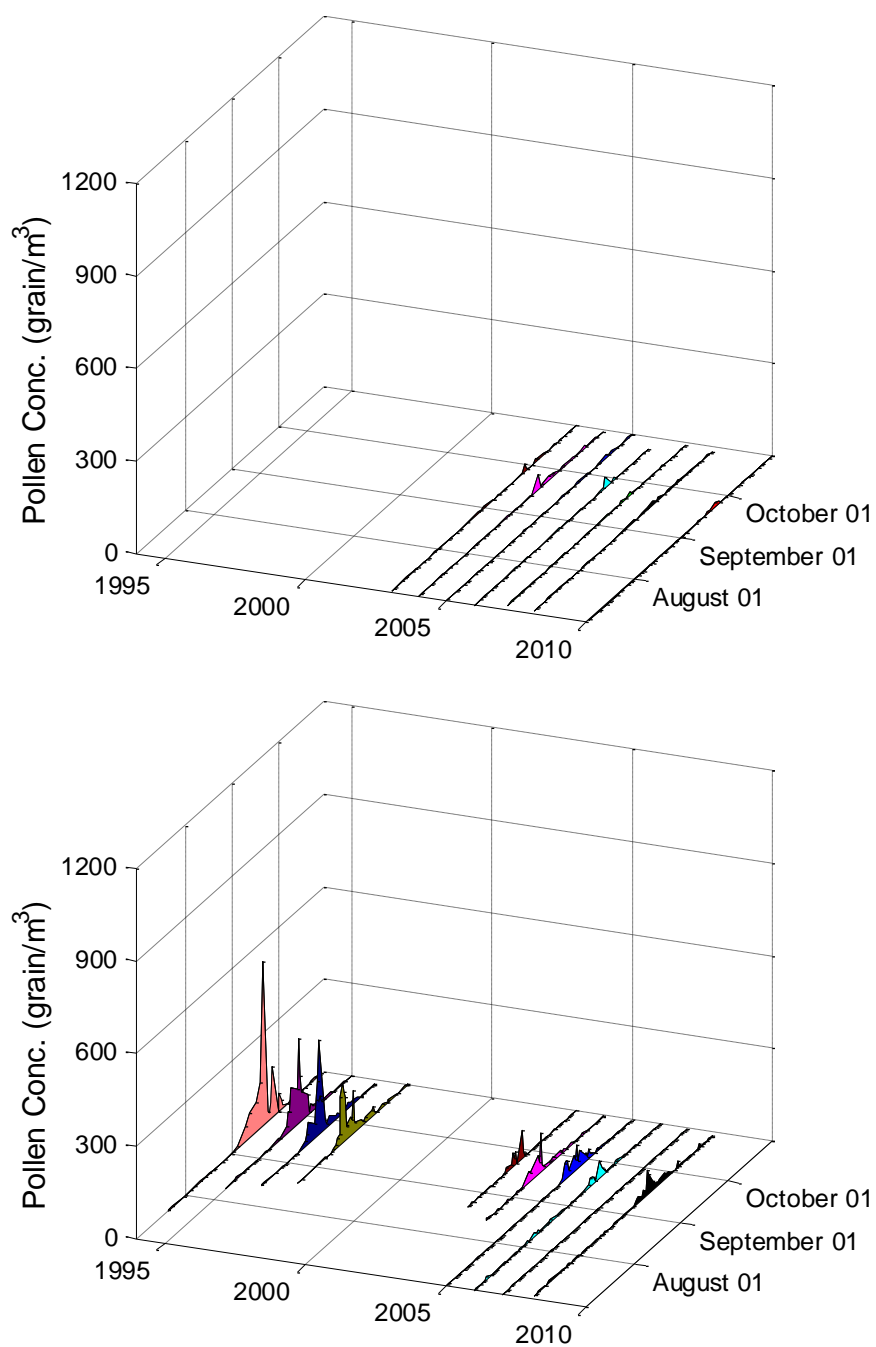 1200
900
600
300
0
Pollen Conc. (grain/m3)
1995
2000
2005
2010
October 01
September 01
August 01
1200
900
600
300
0
Pollen Conc. (grain/m3)
1995
2000
2005
2010
October 01
September 01
August 01